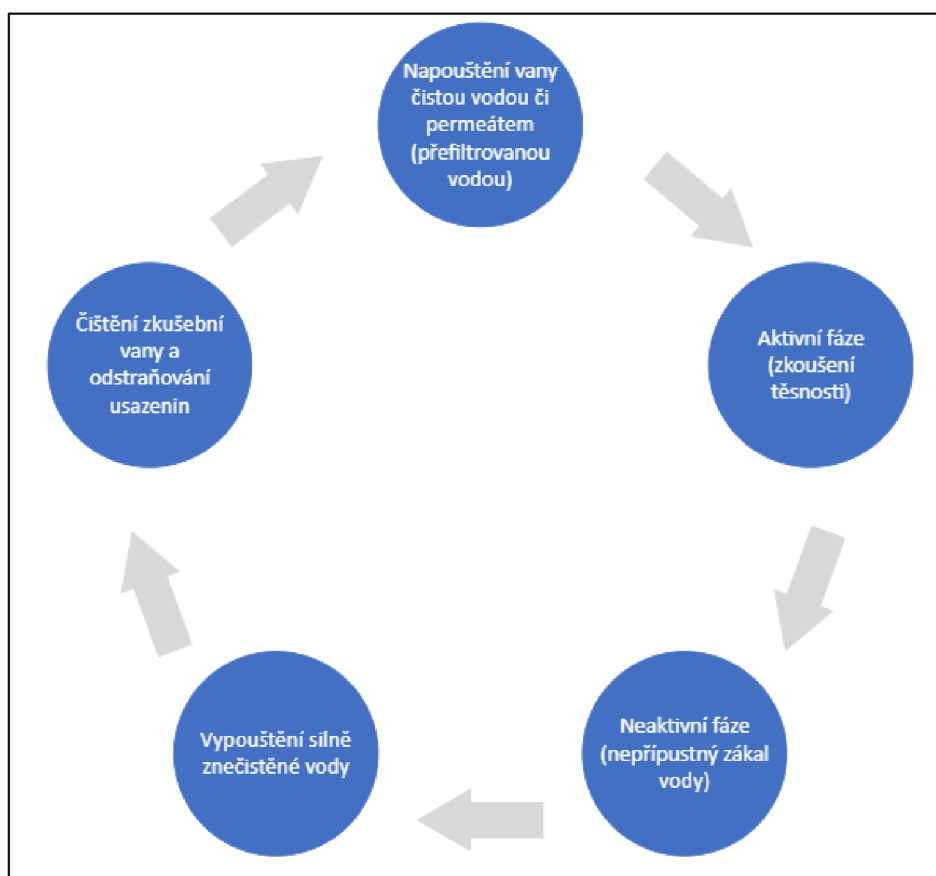 Napouštění vany
čistou vodou či
permeátem
(přefiltrovanou
vodou)
Aktivní fáze
(zkoušení
těsnosti)
Neaktivní fáze
(nepřípustný zákal
vody)
Vypouštění silně
znečistěné vody
Čištění zkušební
vany a
odstraňování
usazenin